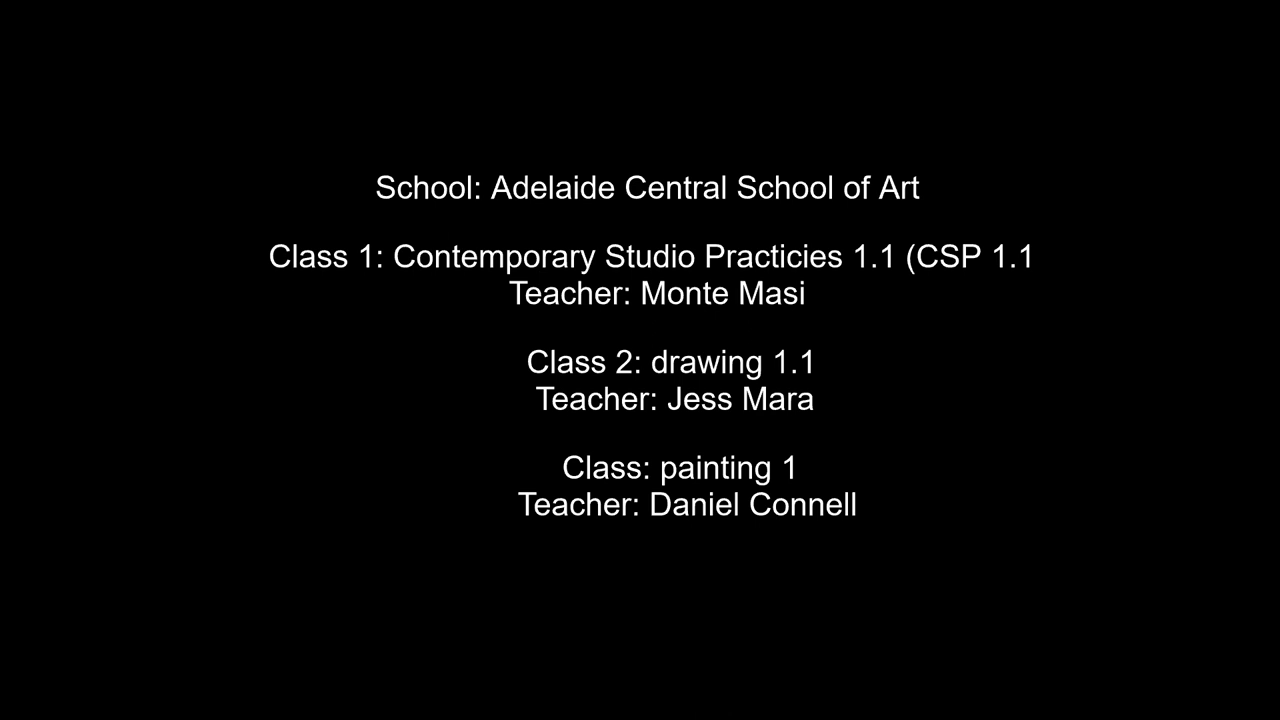 School: Adelaide Central School of Art
Class 1: Contemporary Studio Practicies 1.1 (CSP 1.1
Teacher: Monte Masi
Class 2: drawing 1.1
Teacher: Jess Mara
Class: painting 1
Teacher: Daniel Connell